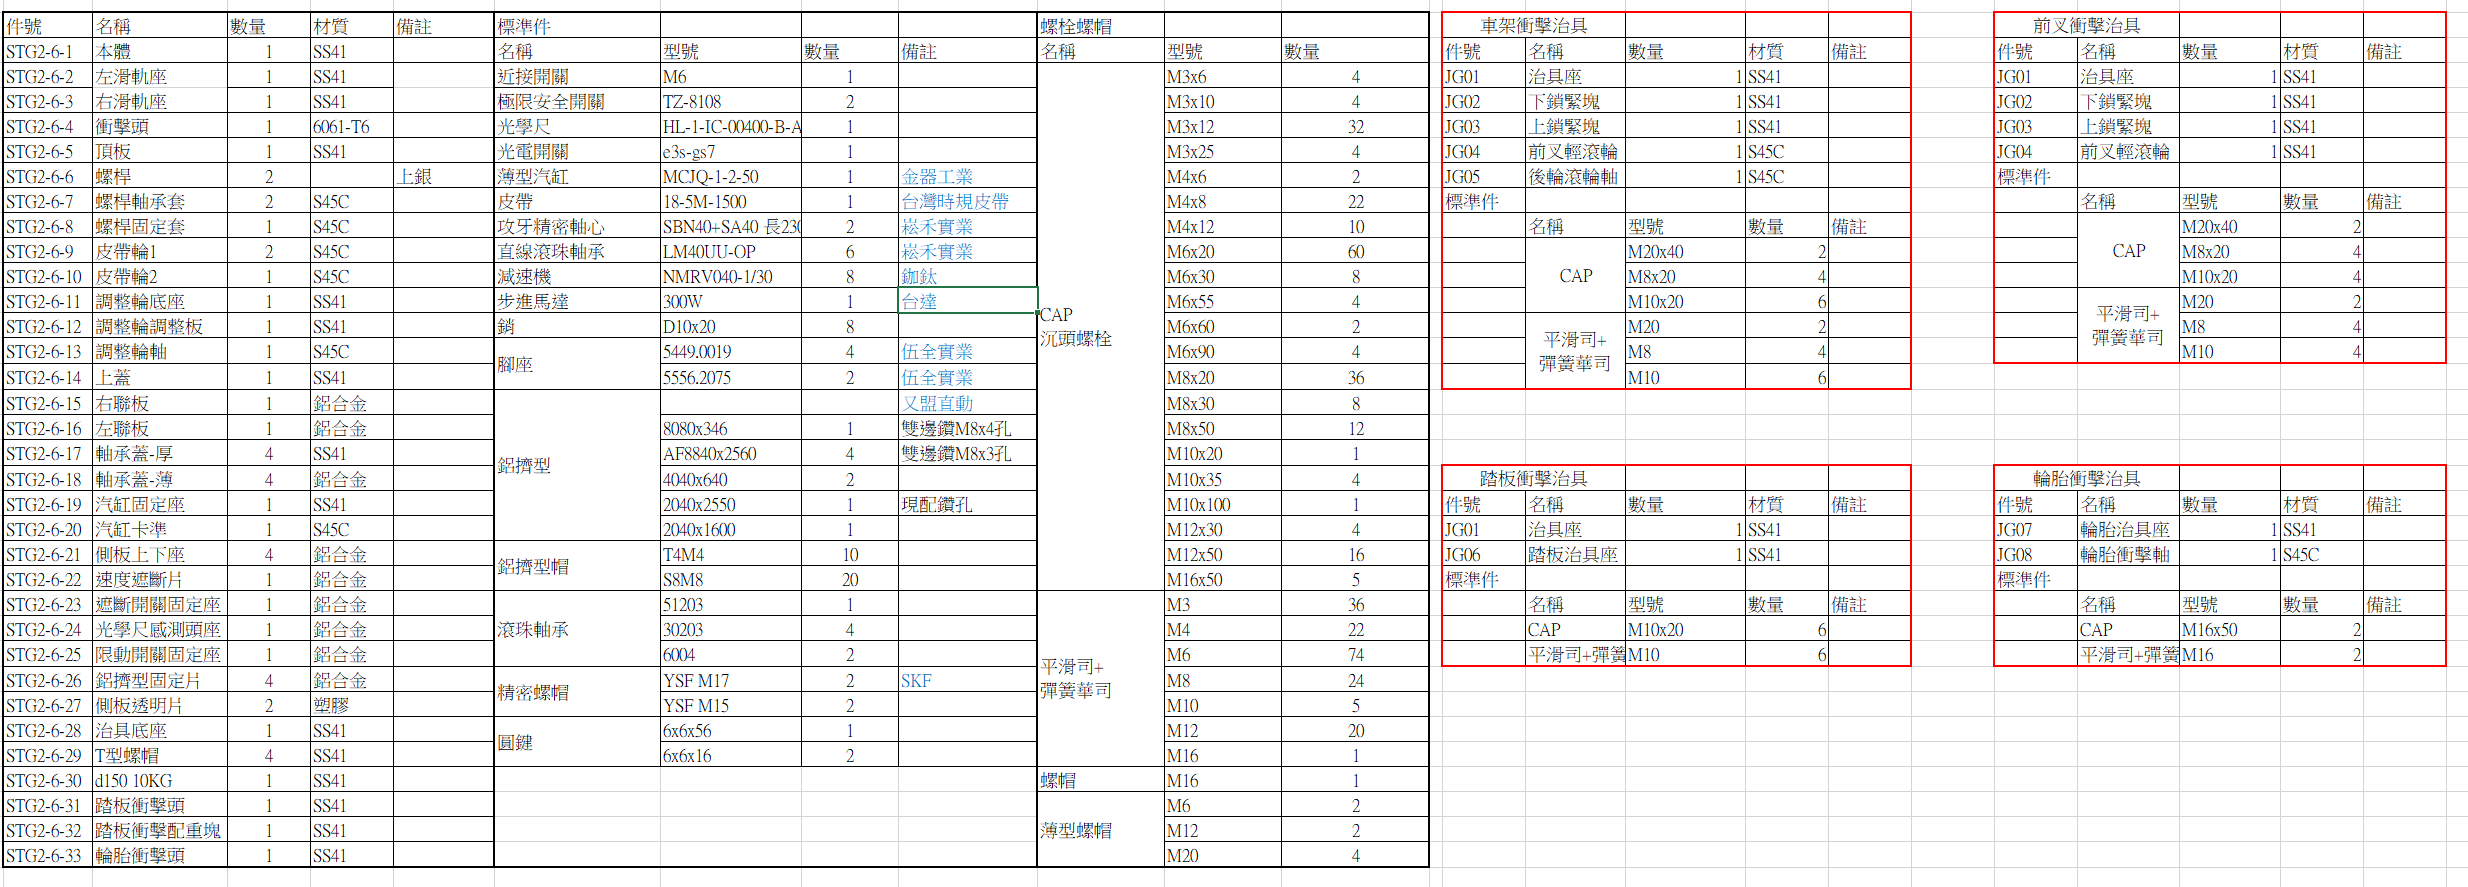 件號 名稱 數量 材質 備註
STG2-6-1 本體 1 SS41
STG2-6-2 左滑軌座 1 SS41
STG2-6-3 右滑軌座 1 SS41
STG2-6-4 衝擊頭 1 6061-T6
STG2-6-5 頂板 1 SS41
STG2-6-6 螺桿 2 上銀
STG2-6-7 螺桿軸承套 2 S45C
STG2-6-8 螺桿固定套 1 S45C
STG2-6-9 皮帶輪1 2 S45C
STG2-6-10 皮帶輪2 1 S45C
STG2-6-11 調整輪底座 1 SS41
STG2-6-12 調整輪調整板 1 SS41
STG2-6-13 調整輪軸 1 S45C
STG2-6-14 上蓋 1 SS41
STG2-6-15 右聯板 1 鋁合金
STG2-6-16 左聯板 1 鋁合金
STG2-6-17 軸承蓋-厚 4 SS41
STG2-6-18 軸承蓋-薄 4 鋁合金
STG2-6-19 汽缸固定座 1 SS41
STG2-6-20 汽缸卡準 1 S45C
STG2-6-21 側板上下座 4 鋁合金
STG2-6-22 速度遮斷片 1 鋁合金
STG2-6-23 遮斷開關固定座 1 鋁合金
STG2-6-24 光學尺感測頭座 1 鋁合金
STG2-6-25 限動開關固定座 1 鋁合金
STG2-6-26 鋁擠型固定片 4 鋁合金
STG2-6-27 側板透明片 2 塑膠
STG2-6-28 治具底座 1 SS41
STG2-6-29 T型螺帽 4 SS41
STG2-6-30 d150 10KG 1 SS41
STG2-6-31 踏板衝擊頭 1 SS41
STG2-6-32 踏板衝擊配重塊 1 SS41
STG2-6-33 輪胎衝擊頭 1 SS41
標準件
名稱 型號 數量 備註
近接開關 M6 1
極限安全開關 TZ-8108 2
光學尺 HL-1-IC-00400-B-A 1
光電開關 e3s-gs7 1
薄型汽缸 MCJQ-1-2-50 1 金器工業
皮帶 18-5M-1500 1 台灣時規皮帶
攻牙精密軸心 SBN40+SA40 長230 2 崧禾實業
直線滾珠軸承 LM40UU-OP 6 崧禾實業
減速機 NMRV040-1/30 8 鉫鈦
步進馬達 300W 1 台達
銷 D10x20 8
腳座 5449.0019 4 伍全實業
5556.2075 2 伍全實業
鋁擠型 又盟直動
8080x346 1 雙邊鑽M8x4孔
AF8840x2560 4 雙邊鑽M8x3孔
4040x640 2
2040x2550 1 現配鑽孔
2040x1600 1
鋁擠型帽 T4M4 10
S8M8 20
滾珠軸承 51203 1
30203 4
6004 2
精密螺帽 YSF M17 2 SKF
YSF M15 2
圓鍵 6x6x56 1
6x6x16 2
螺栓螺帽
名稱 型號 數量
CAP
沉頭螺栓
M3x6 4
M3x10 4
M3x12 32
M3x25 4
M4x6 2
M4x8 22
M4x12 10
M6x20 60
M6x30 8
M6x55 4
M6x60 2
M6x90 4
M8x20 36
M8x30 8
M8x50 12
M10x20 1
M10x35 4
M10x100 1
M12x30 4
M12x50 16
M16x50 5
平滑司+
彈簧華司
M3 36
M4 22
M6 74
M8 24
M10 5
M12 20
M16 1
螺帽 M16 1
薄型螺帽 M6 2
M12 2
M20 4
車架衝擊治具
件號 名稱 數量 材質 備註
JG01 治具座 1 SS41
JG02 下鎖緊塊 1 SS41
JG03 上鎖緊塊 1 SS41
JG04 前叉輕滾輪 1 S45C
JG05 後輪滾輪軸 1 S45C
標準件
名稱 型號 數量 備註
CAP M20x40 2
M8x20 4
M10x20 6
平滑司+
彈簧華司
M20 2
M8 4
M10 6
前叉衝擊治具
件號 名稱 數量 材質 備註
JG01 治具座 1 SS41
JG02 下鎖緊塊 1 SS41
JG03 上鎖緊塊 1 SS41
JG04 前叉輕滾輪 1 SS41
標準件
名稱 型號 數量 備註
CAP M20x40 2
M8x20 4
M10x20 4
平滑司+
彈簧華司
M20 2
M8 4
M10 4
踏板衝擊治具
件號 名稱 數量 材質 備註
JG01 治具座 1 SS41
JG06 踏板治具座 1 SS41
標準件
名稱 型號 數量 備註
CAP M10x20 6
平滑司+彈簧 M10 6
輪胎衝擊治具
件號 名稱 數量 材質 備註
JG07 輪胎治具座 1 SS41
JG08 輪胎衝擊軸 1 S45C
標準件
名稱 型號 數量 備註
CAP M16x50 2
平滑司+彈簧 M16 2